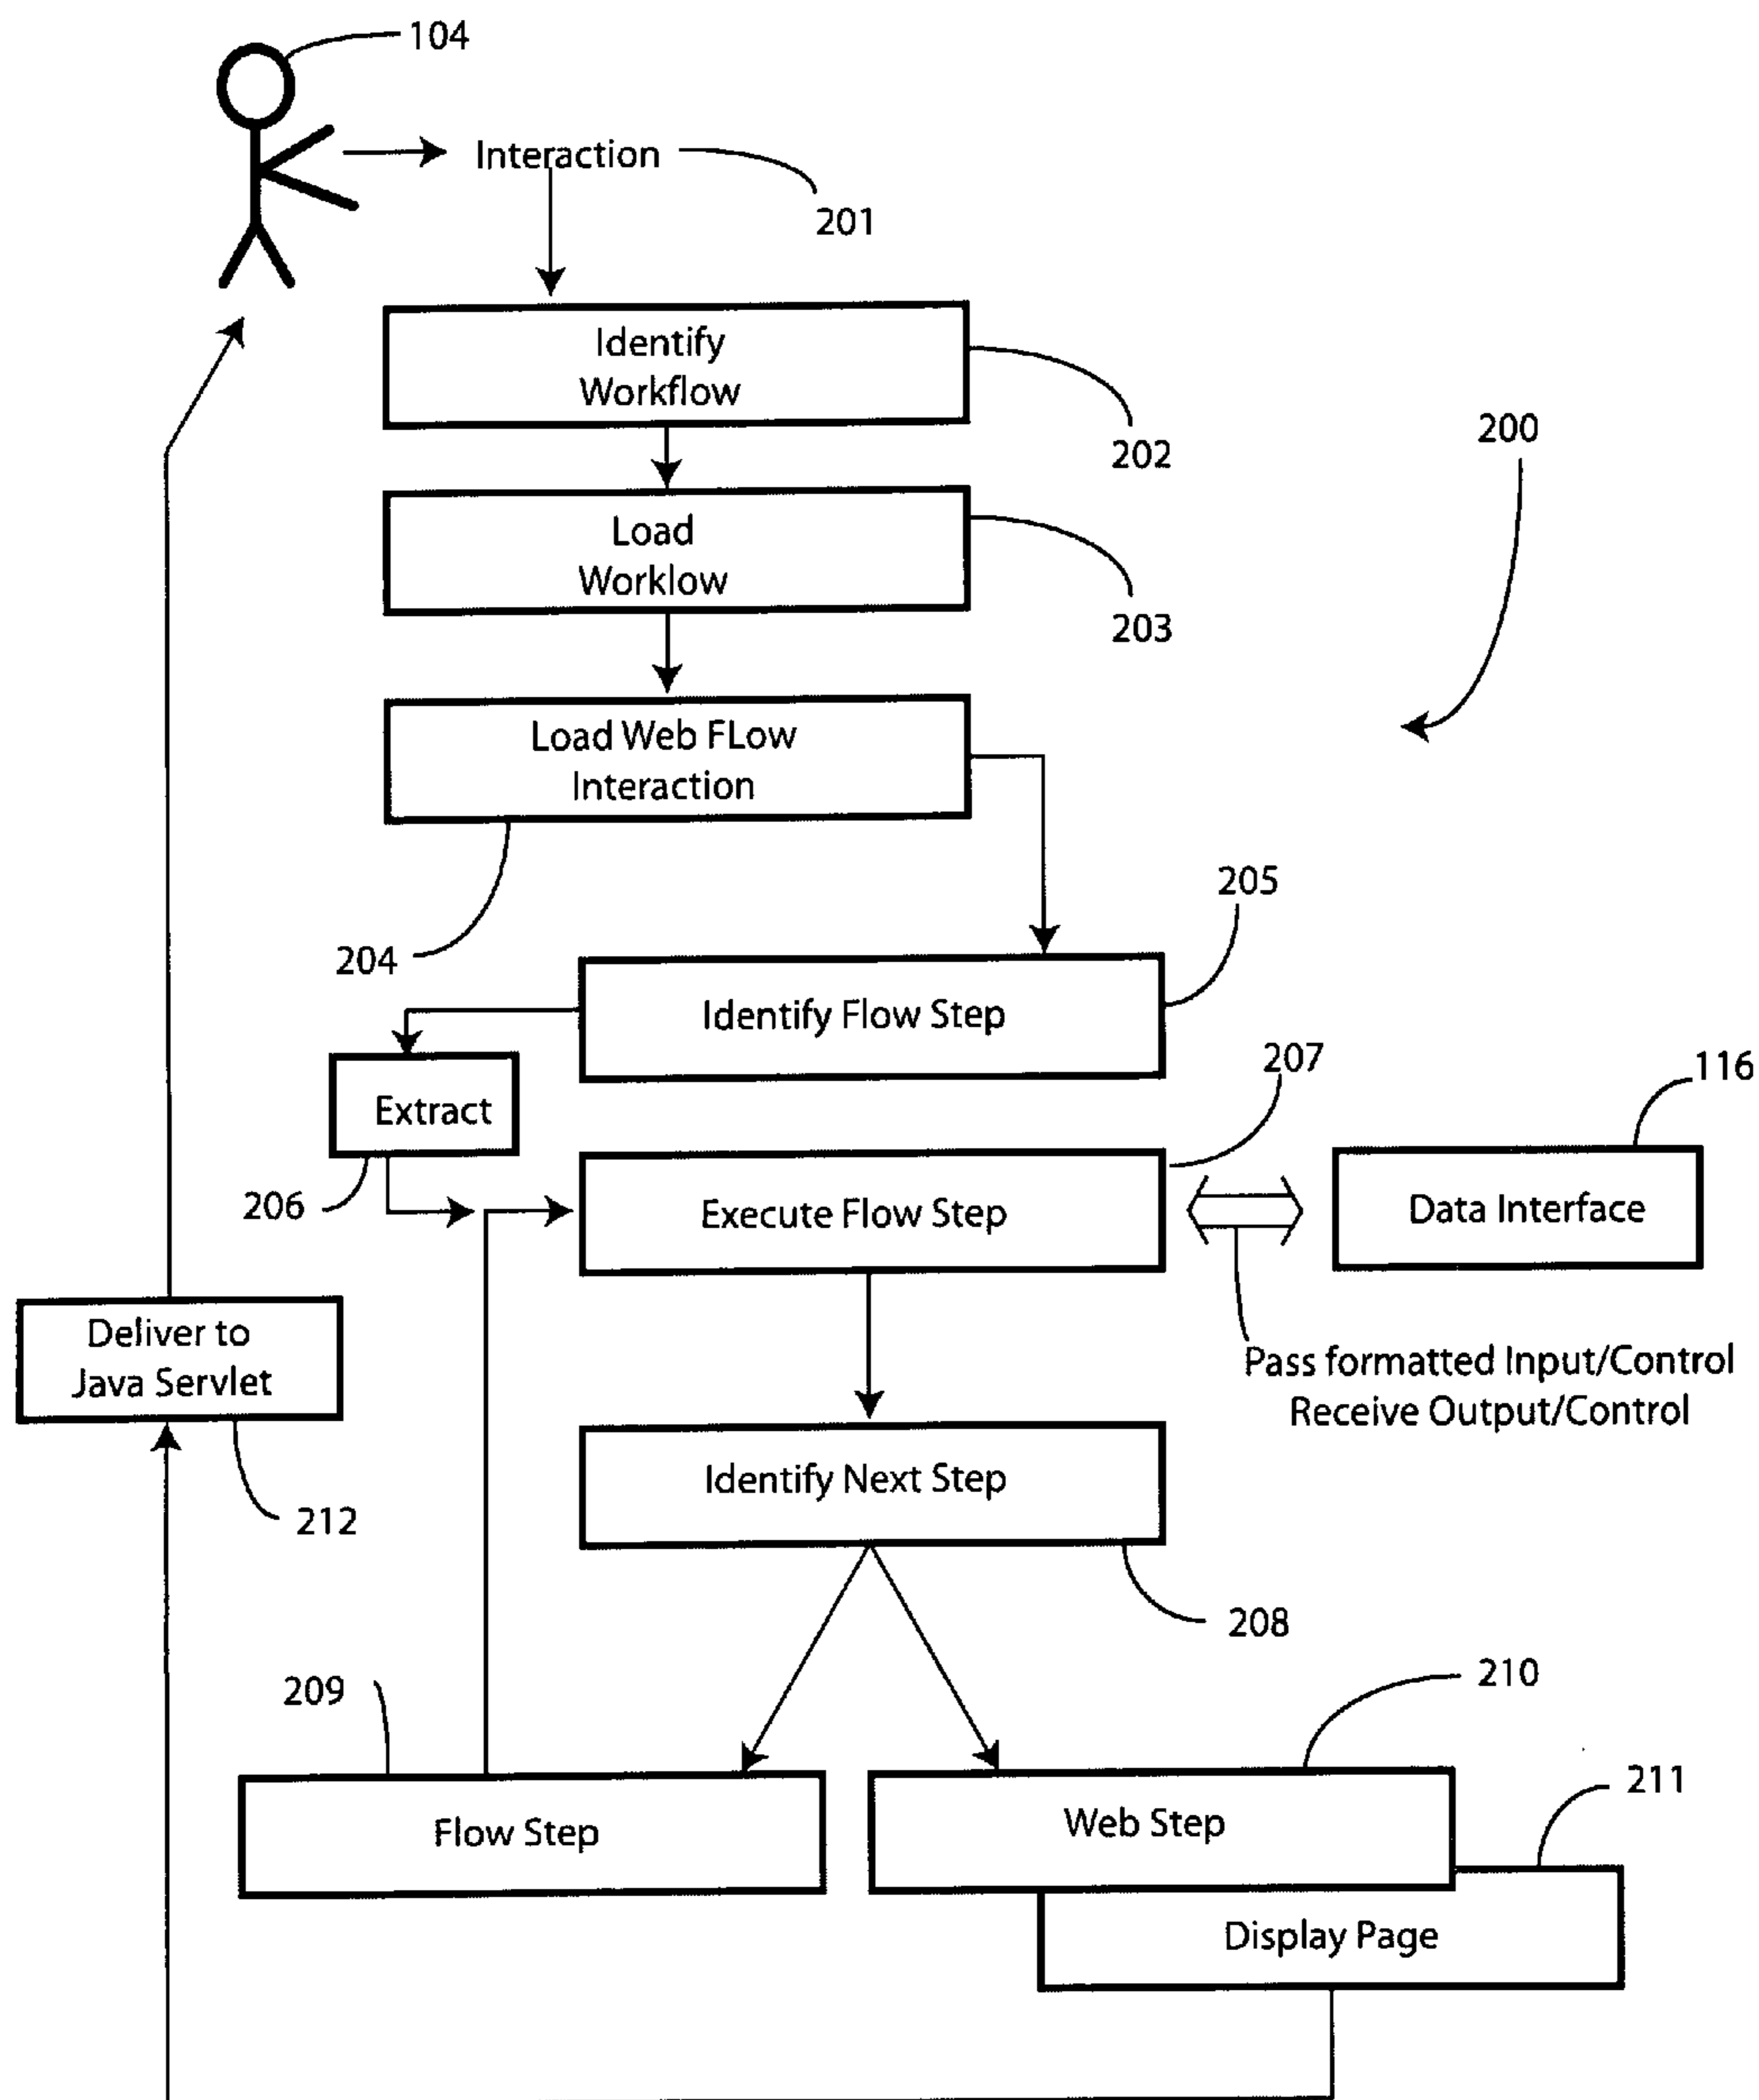 104
Interaction
201
Identify
Workflow
202
200
Load
Worklow
203
Load Web FLow
Interaction
204
205
Identify Flow Step
207
116
Extract
206
Execute Flow Step
Data Interface
Deliver to
Java Servlet
Pass formatted Input/Control
Receive Output/Control
212
Identify Next Step
208
209
210
211
Flow Step
Web Step
Display Page